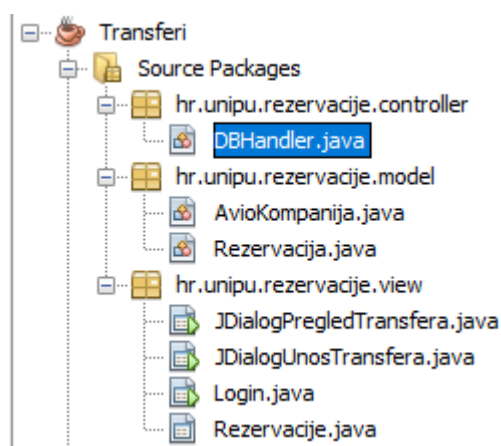 Transferi
Source Packages
hr.unipu.rezervacije.controller
DBHandler.java
hr.unipu.rezervacije.model
AvioKompanija.java
Rezervacija.java
hr.unipu.rezervacije.view
JDialogPregledTransfera.java
JDialogUnosTransfera.java
Login.java
Rezervacije.java